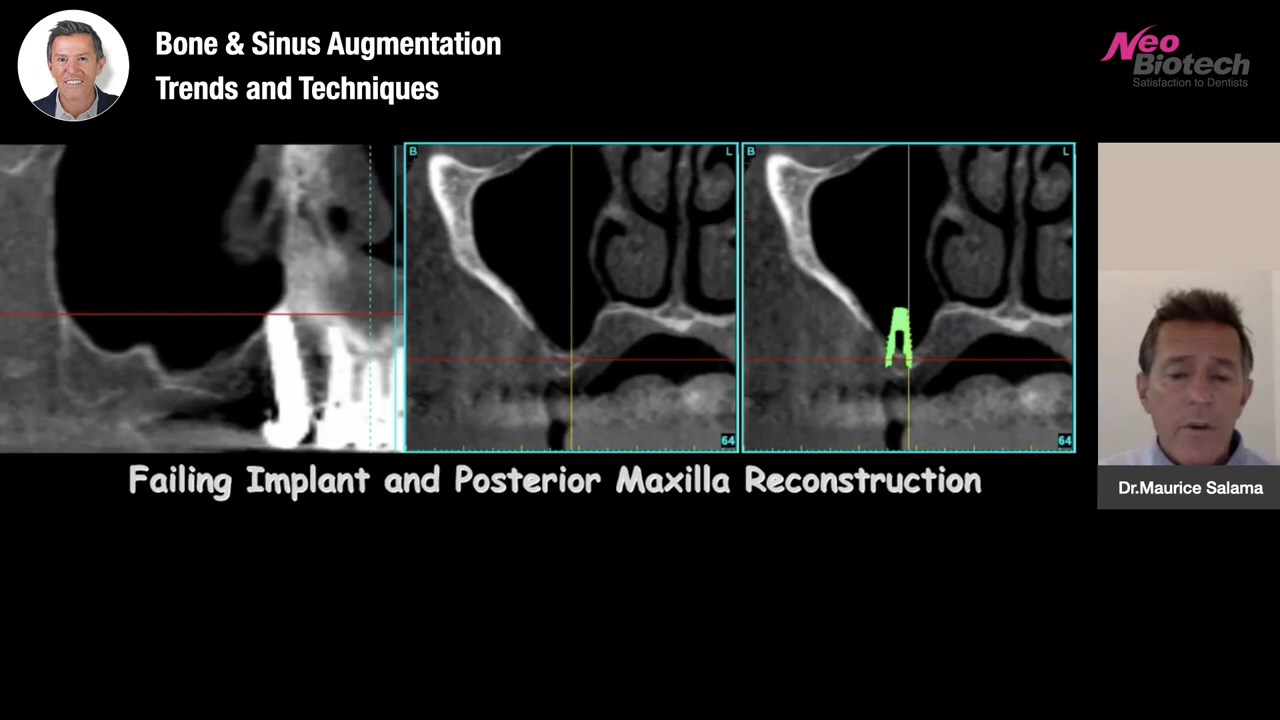 Bone & Sinus Augmentation
Trends and Techniques
Neo
Biotech
Satisfaction to Dentists
B
L
64
B
L
64
Failing Implant and Posterior Maxilla Reconstruction
Dr.Maurice Salama